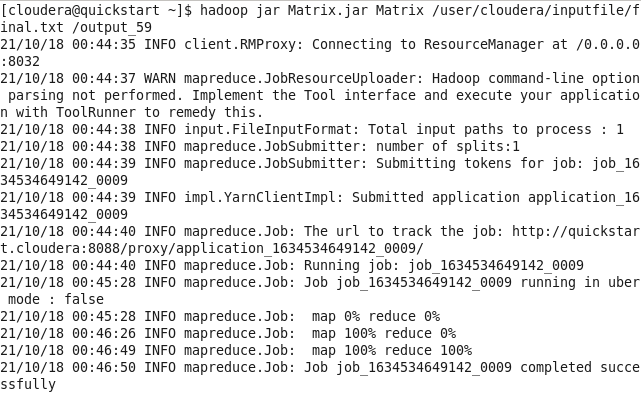 [cloudera@quickstart ~]$ hadoop jar Matrix.jar Matrix /user/cloudera/inputfile/f
inal.txt /output_59
21/10/18 00:44:35 INFO client.RMProxy: Connecting to ResourceManager at /0.0.0.0
:8032
21/10/18 00:44:37 WARN mapreduce.JobResourceUploader: Hadoop command-line option
 parsing not performed. Implement the Tool interface and execute your applicatio
n with ToolRunner to remedy this.
21/10/18 00:44:38 INFO input.FileInputFormat: Total input paths to process : 1
21/10/18 00:44:38 INFO mapreduce.JobSubmitter: number of splits:1
21/10/18 00:44:39 INFO mapreduce.JobSubmitter: Submitting tokens for job: job_16
34534649142_0009
21/10/18 00:44:39 INFO impl.YarnClientImpl: Submitted application application_16
34534649142_0009
21/10/18 00:44:40 INFO mapreduce.Job: The url to track the job: http://quickstar
t.cloudera:8088/proxy/application_1634534649142_0009/
21/10/18 00:44:40 INFO mapreduce.Job: Running job: job_1634534649142_0009
21/10/18 00:45:28 INFO mapreduce.Job: Job job_1634534649142_0009 running in uber
 mode : false
21/10/18 00:45:28 INFO mapreduce.Job:  map 0% reduce 0%
21/10/18 00:46:26 INFO mapreduce.Job:  map 100% reduce 0%
21/10/18 00:46:49 INFO mapreduce.Job:  map 100% reduce 100%
21/10/18 00:46:50 INFO mapreduce.Job: Job job_1634534649142_0009 completed succe
ssfully